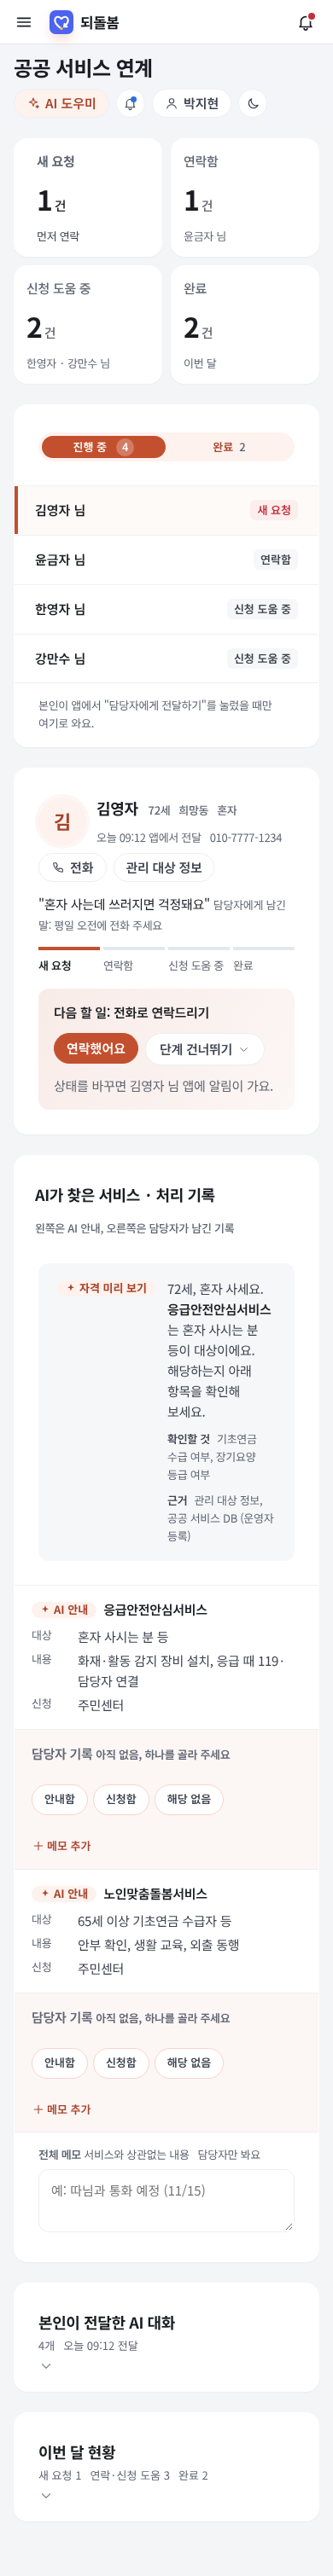 되돌봄
공공 서비스 연계
AI 도우미
박지현
새 요청
1건
먼저 연락
연락함
1건
윤금자 님
신청 도움 중
2건
한영자 · 강만수 님
완료
2건
이번 달
진행 중 4
완료 2
김영자 님 새 요청
윤금자 님 연락함
한영자 님 신청 도움 중
강만수 님 신청 도움 중
본인이 앱에서 "담당자에게 전달하기"를 눌렀을 때만
여기로 와요.
김
김영자 72세 희망동 혼자
오늘 09:12 앱에서 전달 010-7777-1234
전화
관리 대상 정보
"혼자 사는데 쓰러지면 걱정돼요" 담당자에게 남긴
말: 평일 오전에 전화 주세요
새 요청 연락함 신청 도움 중 완료
다음 할 일: 전화로 연락드리기
연락했어요
단계 건너뛰기
상태를 바꾸면 김영자 님 앱에 알림이 가요.
AI가 찾은 서비스 · 처리 기록
왼쪽은 AI 안내, 오른쪽은 담당자가 남긴 기록
자격 미리 보기
72세, 혼자 사세요.
응급안전안심서비스
는 혼자 사시는 분
등이 대상이에요.
해당하는지 아래
항목을 확인해
보세요.
확인할 것 기초연금
수급 여부, 장기요양
등급 여부
근거 관리 대상 정보,
공공 서비스 DB (운영자
등록)
AI 안내 응급안전안심서비스
대상 혼자 사시는 분 등
내용 화재·활동 감지 장비 설치, 응급 때 119·
담당자 연결
신청 주민센터
담당자 기록 아직 없음, 하나를 골라 주세요
안내함 신청함 해당 없음
메모 추가
AI 안내 노인맞춤돌봄서비스
대상 65세 이상 기초연금 수급자 등
내용 안부 확인, 생활 교육, 외출 동행
신청 주민센터
담당자 기록 아직 없음, 하나를 골라 주세요
안내함 신청함 해당 없음
메모 추가
전체 메모 서비스와 상관없는 내용 담당자만 봐요
예: 따님과 통화 예정 (11/15)
본인이 전달한 AI 대화
4개 오늘 09:12 전달
이번 달 현황
새 요청 1 연락·신청 도움 3 완료 2